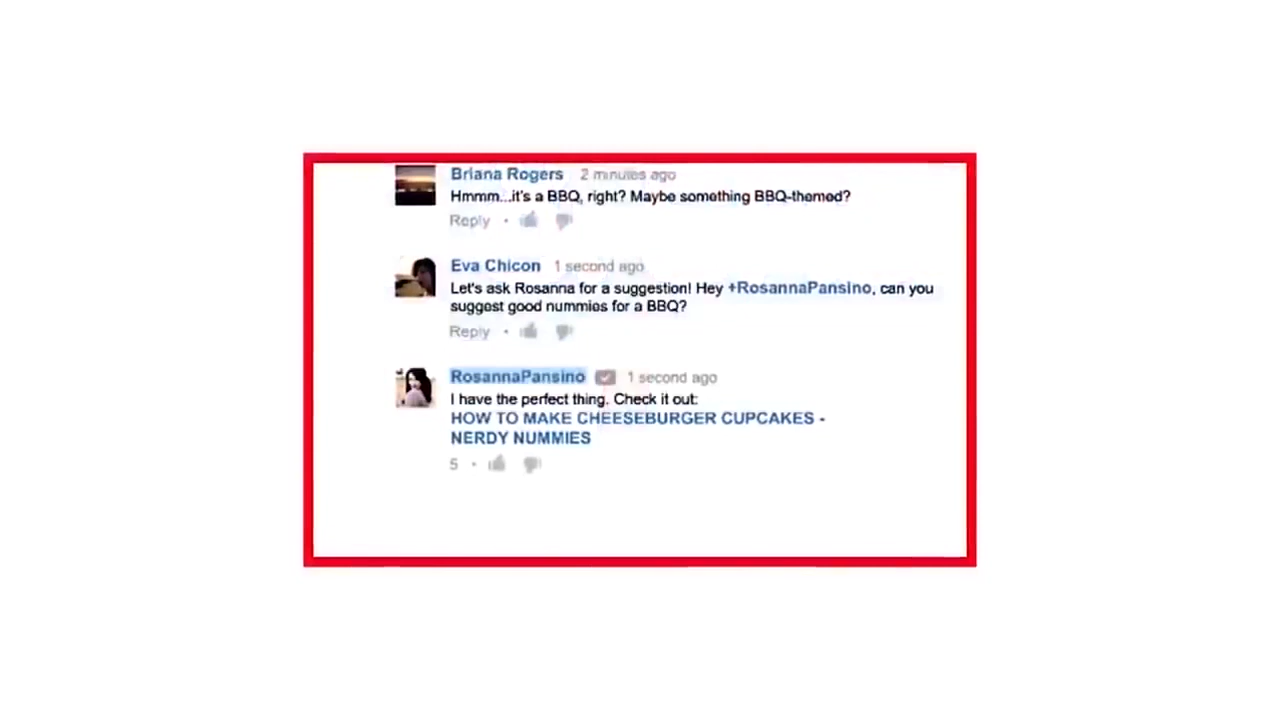 Briana Rogers 2 minutes ago
Hmmm...it's a BBQ, right? Maybe something BBQ-themed?
Reply •
Eva Chicon 1 second ago
Let's ask Rosanna for a suggestion! Hey +RosannaPansino, can you
suggest good nummies for a BBQ?
Reply •
RosannaPansino 1 second ago
I have the perfect thing. Check it out:
HOW TO MAKE CHEESEBURGER CUPCAKES -
NERDY NUMMIES
5 •